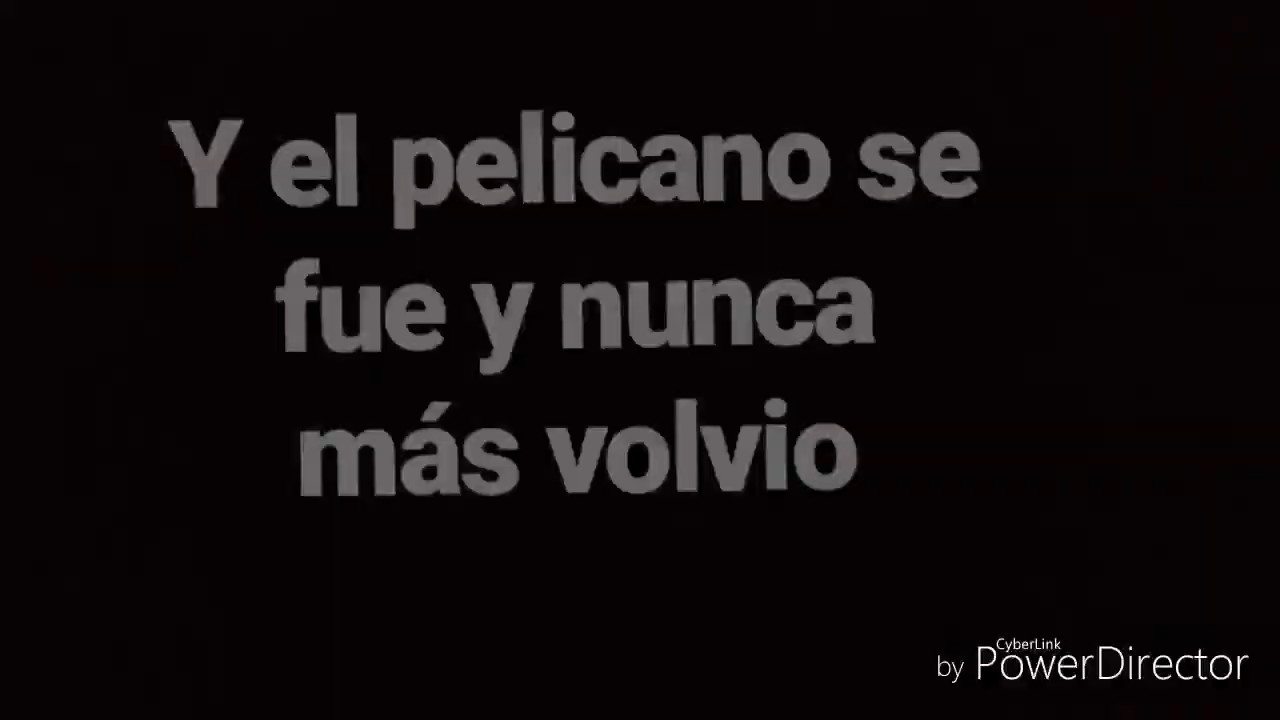 Y el pelicano se
fue y nunca
más volvio
CyberLink
by PowerDirector